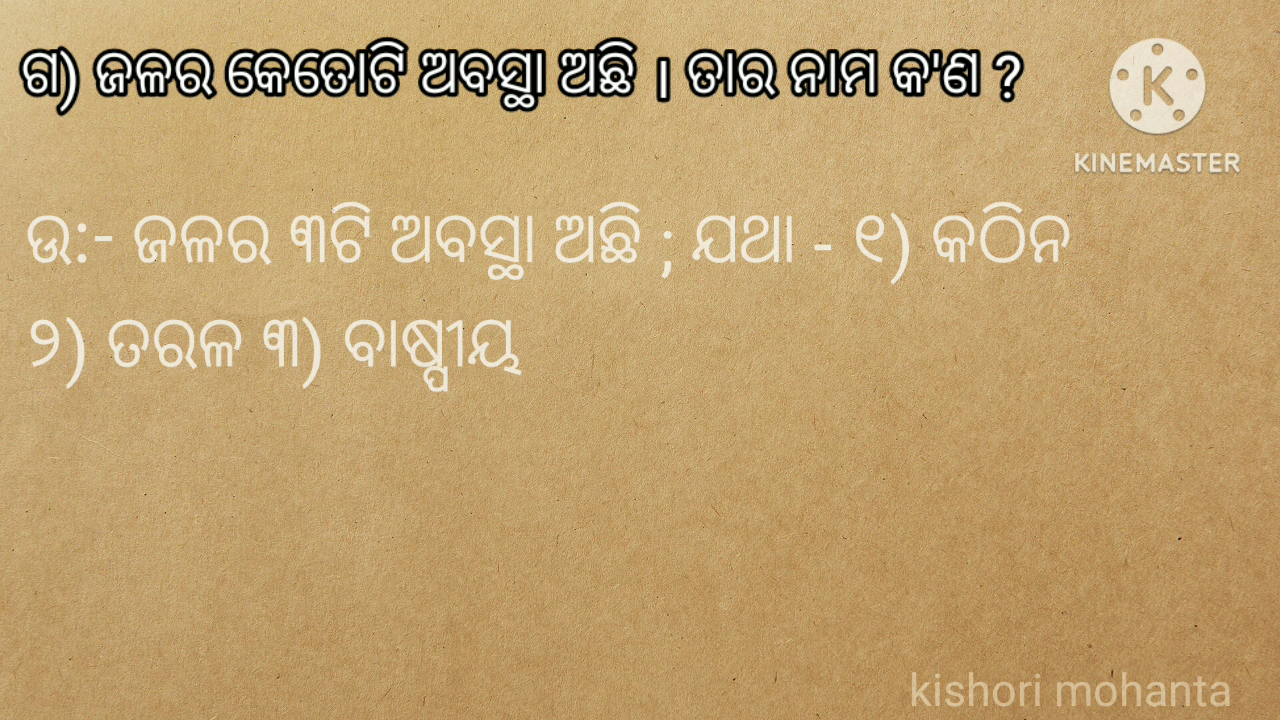 ଗ) ଜଳର କେତୋଟି ଅବସ୍ଥା ଅଛି । ତାର ନାମ କ'ଣ ?
K
KINEMASTER
ଉ:- ଜଳର ୩ଟି ଅବସ୍ଥା ଅଛି ; ଯଥା - ୧) କଠିନ
୨) ତରଳ ୩) ବାଷ୍ପୀୟ
kishori mohanta